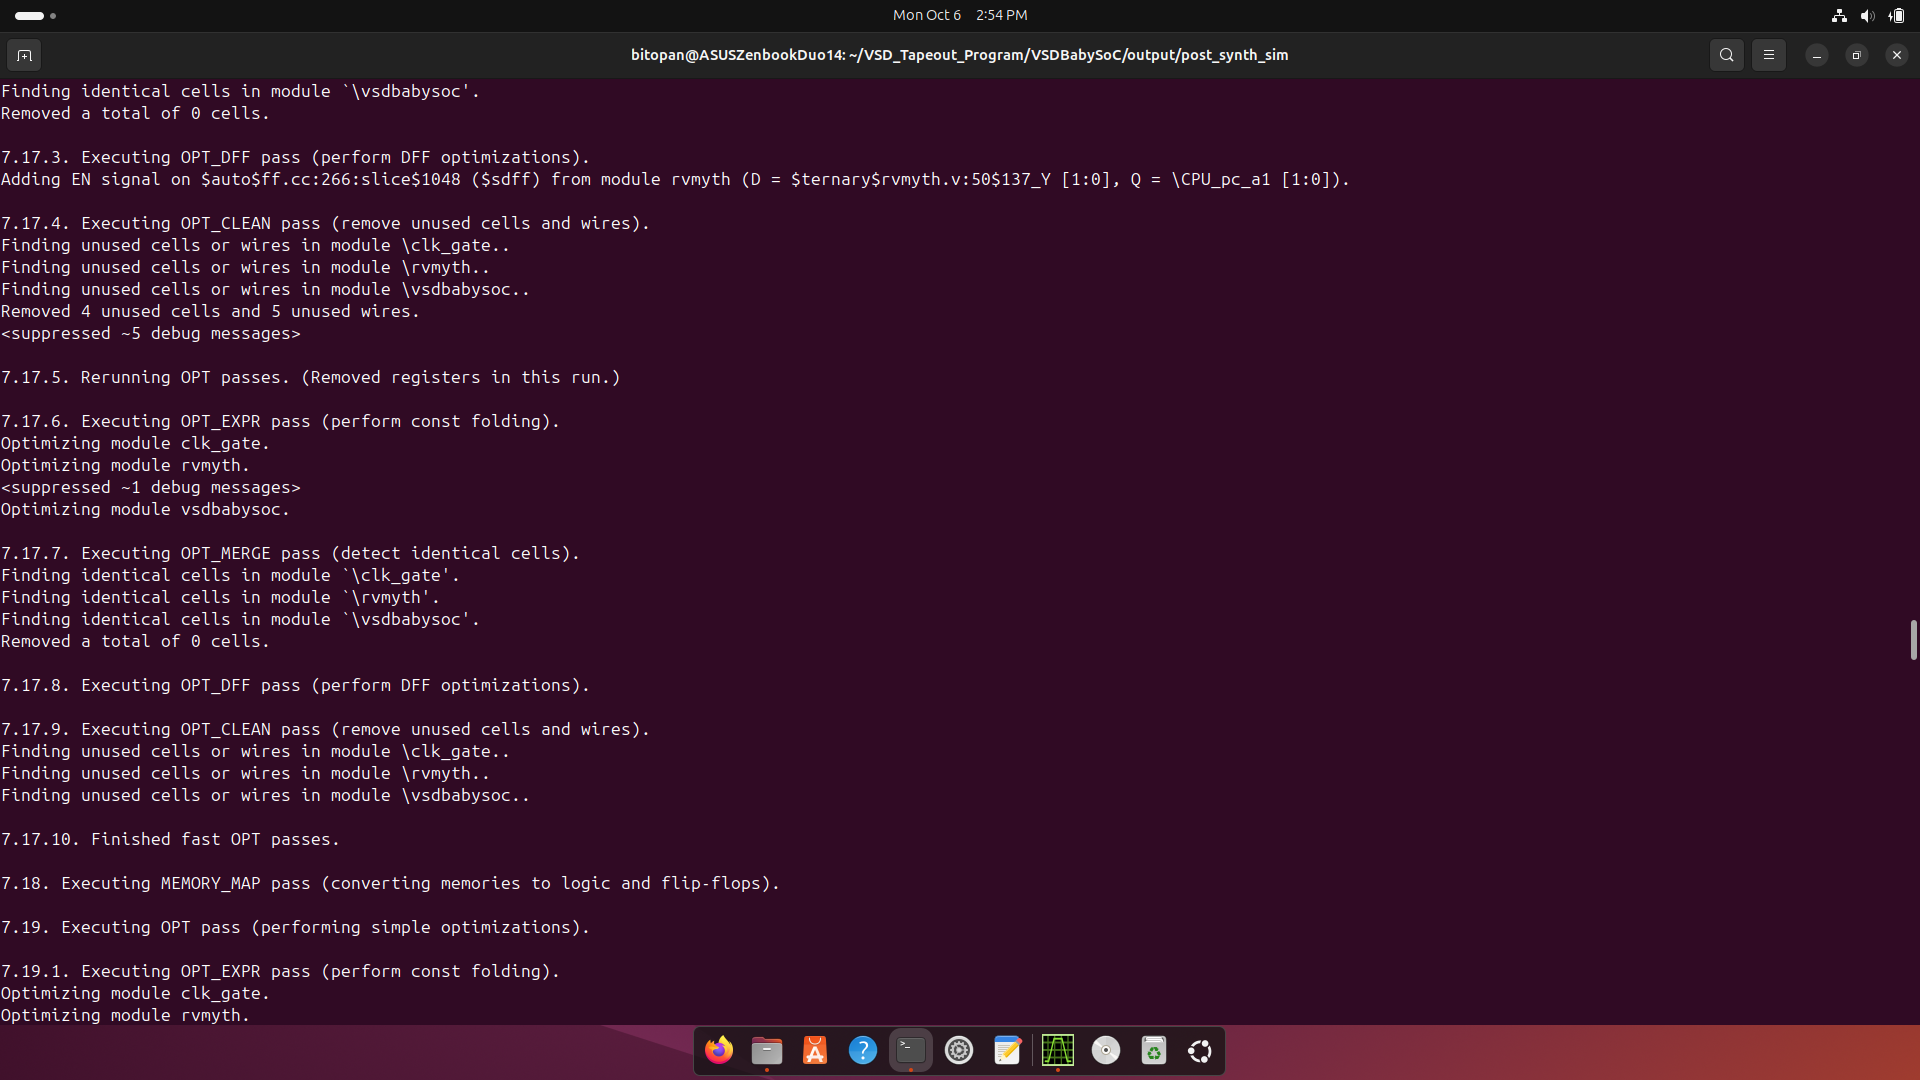 Mon Oct 6 2:54 PM
bitopan@ASUSZenbookDuo14: ~/VSD_Tapeout_Program/VSDBabySoC/output/post_synth_sim
Finding identical cells in module `\vsdbabysoc'.
Removed a total of 0 cells.
7.17.3. Executing OPT_DFF pass (perform DFF optimizations).
Adding EN signal on $auto$ff.cc:266:slice$1048 ($sdff) from module rvmyth (D = $ternary$rvmyth.v:50$137_Y [1:0], Q = \CPU_pc_a1 [1:0]).
7.17.4. Executing OPT_CLEAN pass (remove unused cells and wires).
Finding unused cells or wires in module \clk_gate..
Finding unused cells or wires in module \rvmyth..
Finding unused cells or wires in module \vsdbabysoc..
Removed 4 unused cells and 5 unused wires.
<suppressed ~5 debug messages>
7.17.5. Rerunning OPT passes. (Removed registers in this run.)
7.17.6. Executing OPT_EXPR pass (perform const folding).
Optimizing module clk_gate.
Optimizing module rvmyth.
<suppressed ~1 debug messages>
Optimizing module vsdbabysoc.
7.17.7. Executing OPT_MERGE pass (detect identical cells).
Finding identical cells in module `\clk_gate'.
Finding identical cells in module `\rvmyth'.
Finding identical cells in module `\vsdbabysoc'.
Removed a total of 0 cells.
7.17.8. Executing OPT_DFF pass (perform DFF optimizations).
7.17.9. Executing OPT_CLEAN pass (remove unused cells and wires).
Finding unused cells or wires in module \clk_gate..
Finding unused cells or wires in module \rvmyth..
Finding unused cells or wires in module \vsdbabysoc..
7.17.10. Finished fast OPT passes.
7.18. Executing MEMORY_MAP pass (converting memories to logic and flip-flops).
7.19. Executing OPT pass (performing simple optimizations).
7.19.1. Executing OPT_EXPR pass (perform const folding).
Optimizing module clk_gate.
Optimizing module rvmyth.